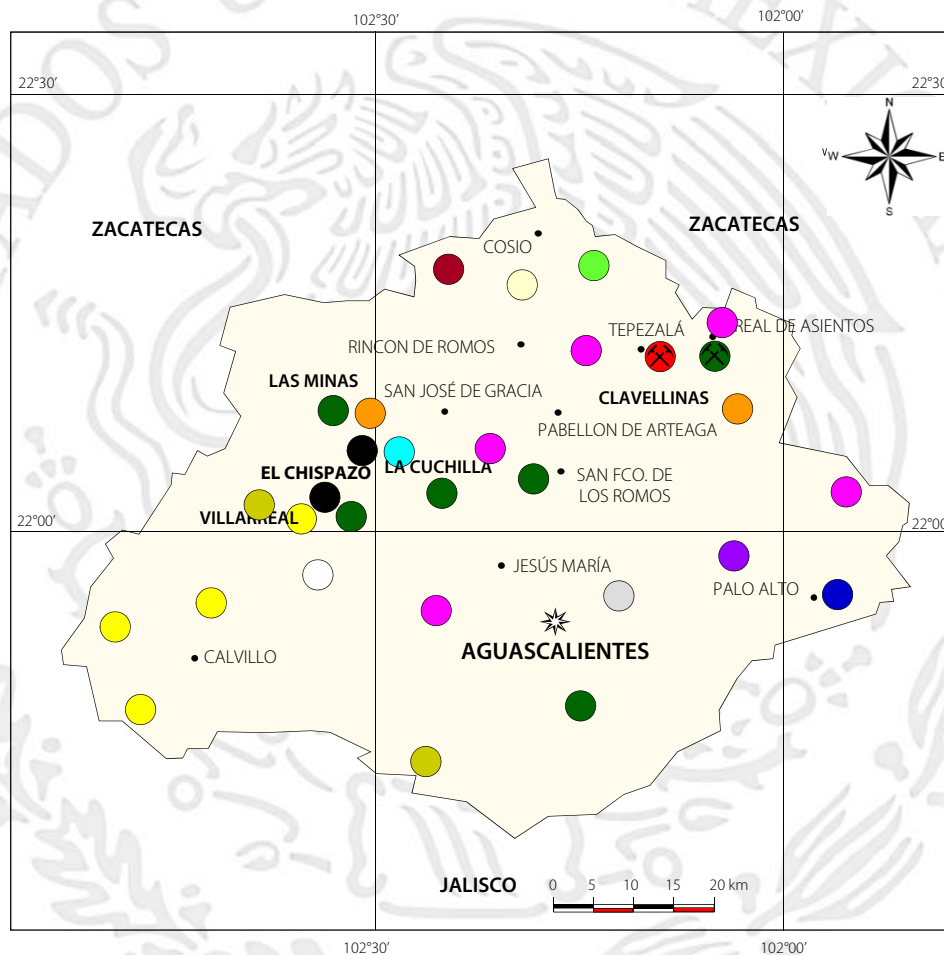 102°30'
102°00'
22°30'
22°30
N
W
E
S
ZACATECAS
ZACATECAS
COSIO
TEPEZALÁ
REAL DE ASIENTOS
RINCON DE ROMOS
LAS MINAS
SAN JOSÉ DE GRACIA
CLAVELLINAS
PABELLON DE ARTEAGA
EL CHISPAZO
LA CUCHILLA
SAN FCO. DE
LOS ROMOS
VILLARREAL
22°00'
22°00
JESÚS MARÍA
PALO ALTO
AGUASCALIENTES
CALVILLO
JALISCO
0 5 10 15 20 km
102°30'
102°00'